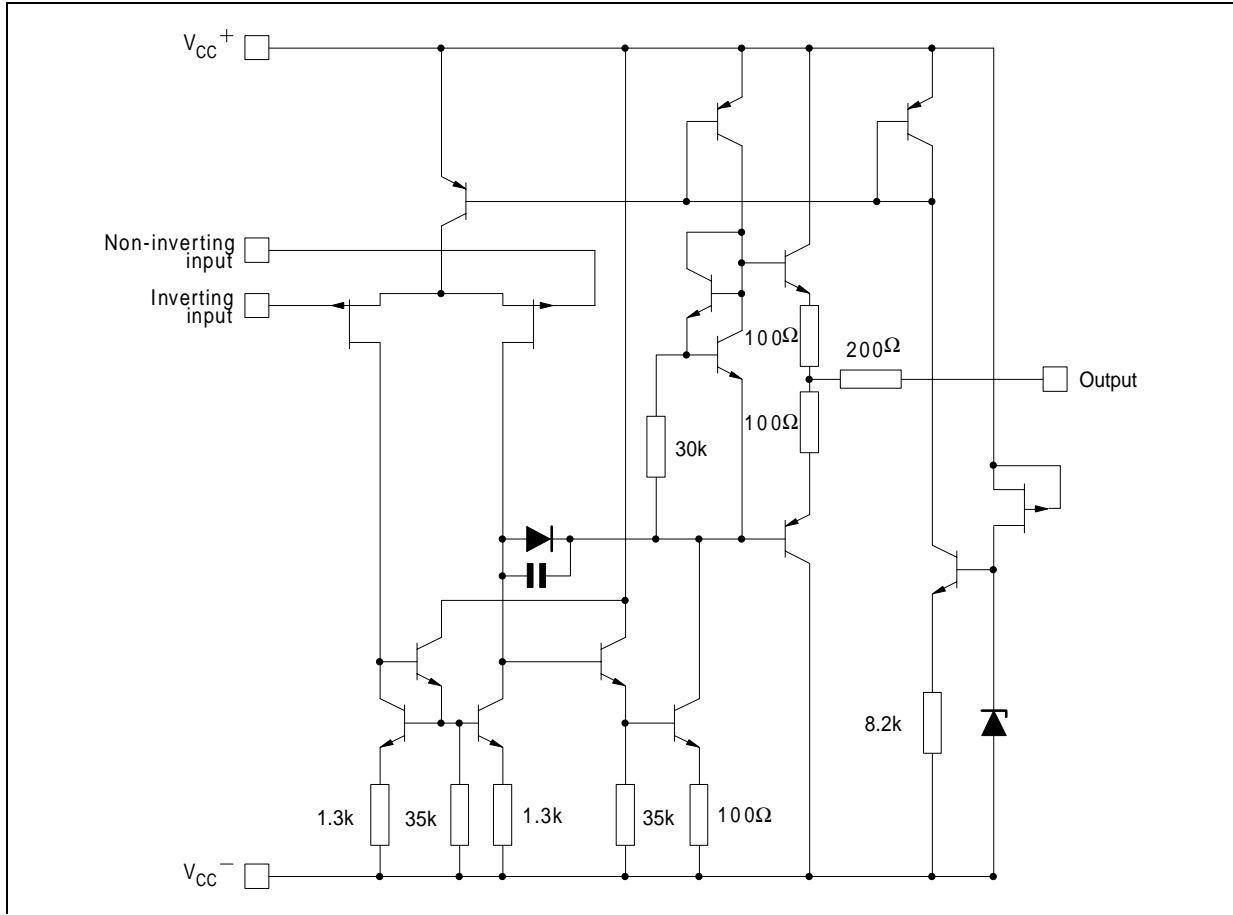 VCC+
Non-inverting
input
Inverting
input
100Ω
200Ω
Output
100Ω
30k
8.2k
1.3k
35k
1.3k
35k
100Ω
VCC−